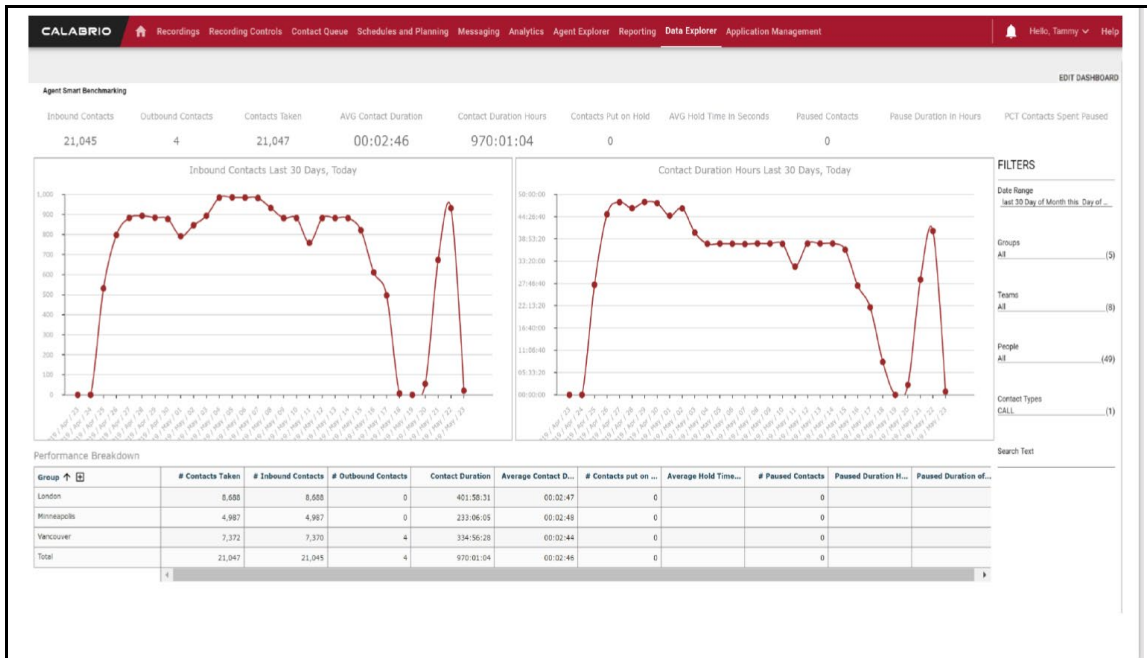 CALABRIO Recordings Recording Controls Contact Queue Schedules and Planning Messaging Analytics Agent Explorer Reporting Data Explorer Application Management Hello, Tammy Help
EDIT DASHBOARD
Agent Smart Benchmarking
Inbound Contacts Outbound Contacts Contacts Taken AVG Contact Duration Contact Duration Hours Contacts Put on Hold AVG Hold Time in Seconds Paused Contacts Pause Duration in Hours PCT Contacts Spent Paused
21,045 4 21,047 00:02:46 970:01:04 0 0
Inbound Contacts Last 30 Days, Today
1,000
900
800
700
600
500
400
300
200
100
0
Contact Duration Hours Last 30 Days, Today
50:00:00
44:26:40
38:53:20
33:20:00
27:46:40
22:13:20
16:40:00
11:06:40
05:33:20
00:00:00
FILTERS
Date Range
last 30 Day of Month this Day of ...
Groups
All (5)
Teams
All (8)
People
All (49)
Contact Types
CALL (1)
Search Text
Performance Breakdown
Group # Contacts Taken # Inbound Contacts # Outbound Contacts Contact Duration Average Contact D... # Contacts put on ... Average Hold Time... # Paused Contacts Paused Duration H... Paused Duration of...
London 8,688 8,688 0 401:58:31 00:02:47 0 0
Minneapolis 4,987 4,987 0 233:06:05 00:02:48 0 0
Vancouver 7,372 7,370 4 334:56:28 00:02:44 0 0
Total 21,047 21,045 4 970:01:04 00:02:46 0 0